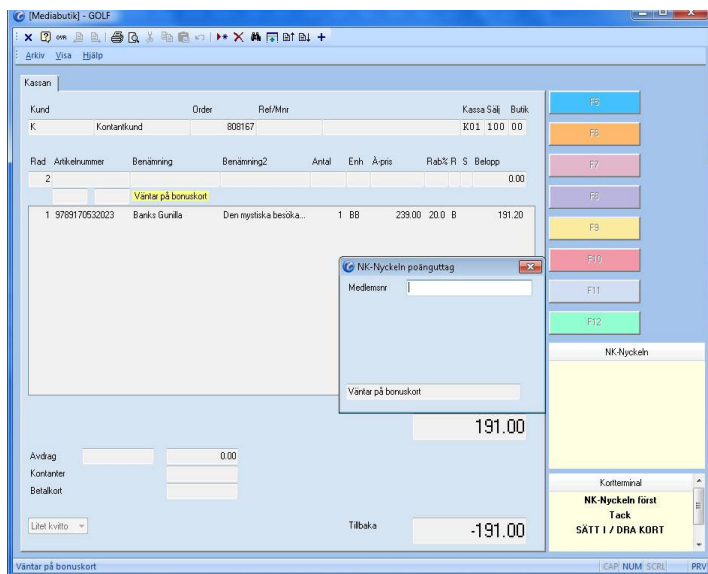 [Mediabutik] - GOLF
OVR
Arkiv Visa Hjälp
Kassan
Kund Order Ref/Mnr Kassa Sälj Butik
K Kontantkund 808167 K01 100 00
Rad Artikelnummer Benämning Benämning2 Antal Enh À-pris Rab% R S Belopp
2 0.00
Väntar på bonuskort
1 9789170532023 Banks Gunilla Den mystiska besöka... 1 BB 239.00 20.0 B 191.20
NK-Nyckeln poänguttag
Medlemsnr
Väntar på bonuskort
191.00
Avdrag 0.00
Kontanter
Betalkort
Litet kvitto Tillbaka -191.00
F5
F6
F7
F8
F9
F10
F11
F12
NK-Nyckeln
Kortterminal
NK-Nyckeln först
Tack
SÄTT I / DRA KORT
Väntar på bonuskort CAP NUM SCRL PRV